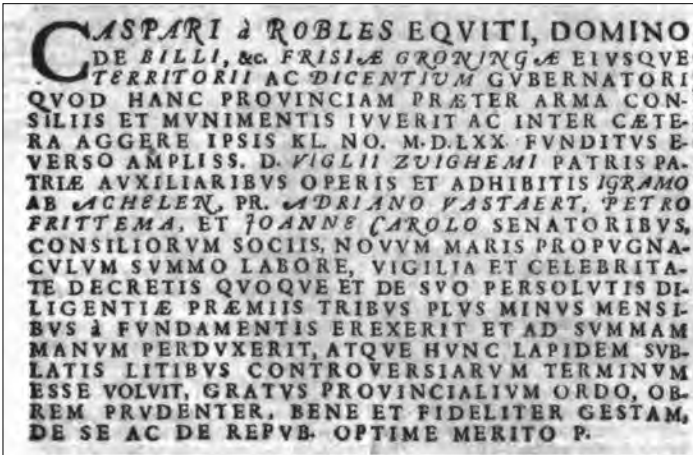 CASPARI à ROBLES EQVITI, DOMINO
DE BILLI, &c. FRISIÆ GRONINGÆ EIVSQVE
TERRITORII AC DICENTIVM GVBERNATORI
QVOD HANC PROVINCIAM PRÆTER ARMA CON-
SILIIS ET MVNIMENTIS IVVERIT AC INTER CÆTE-
RA AGGERE IPSIS KL. NO. M.D.LXX FVNDITVS E-
VERSO AMPLISS. D. VIGLII ZVIGHEMI PATRIS PA-
TRIÆ AVXILIARIBVS OPERIS ET ADHIBITIS IGRAMO
AB ACHELEN, PR. ADRIANO VASTAERT, PETRO
FRITTEMA, ET JOANNE CAROLO SENATORIBVS,
CONSILIORVM SOCIIS, NOVVM MARIS PROPVGNA-
CVLVM SVMMO LABORE, VIGILIA ET CELEBRITA-
TE DECRETIS QVOQVE ET DE SVO PERSOLVTIS DI-
LIGENTIÆ PRÆMIIS TRIBVS PLVS MINVS MENSI-
BVS à FVNDAMENTIS EREXERIT ET AD SVMMAM
MANVM PERDVXERIT, ATQVE HVNC LAPIDEM SVB-
LATIS LITIBVS CONTROVERSIARVM TERMINVM
ESSE VOLVIT, GRATVS PROVINCIALIVM ORDO, OB-
REM PRVDENTER, BENE ET FIDELITER GESTAM,
DE SE AC DE REPVB. OPTIME MERITO P.